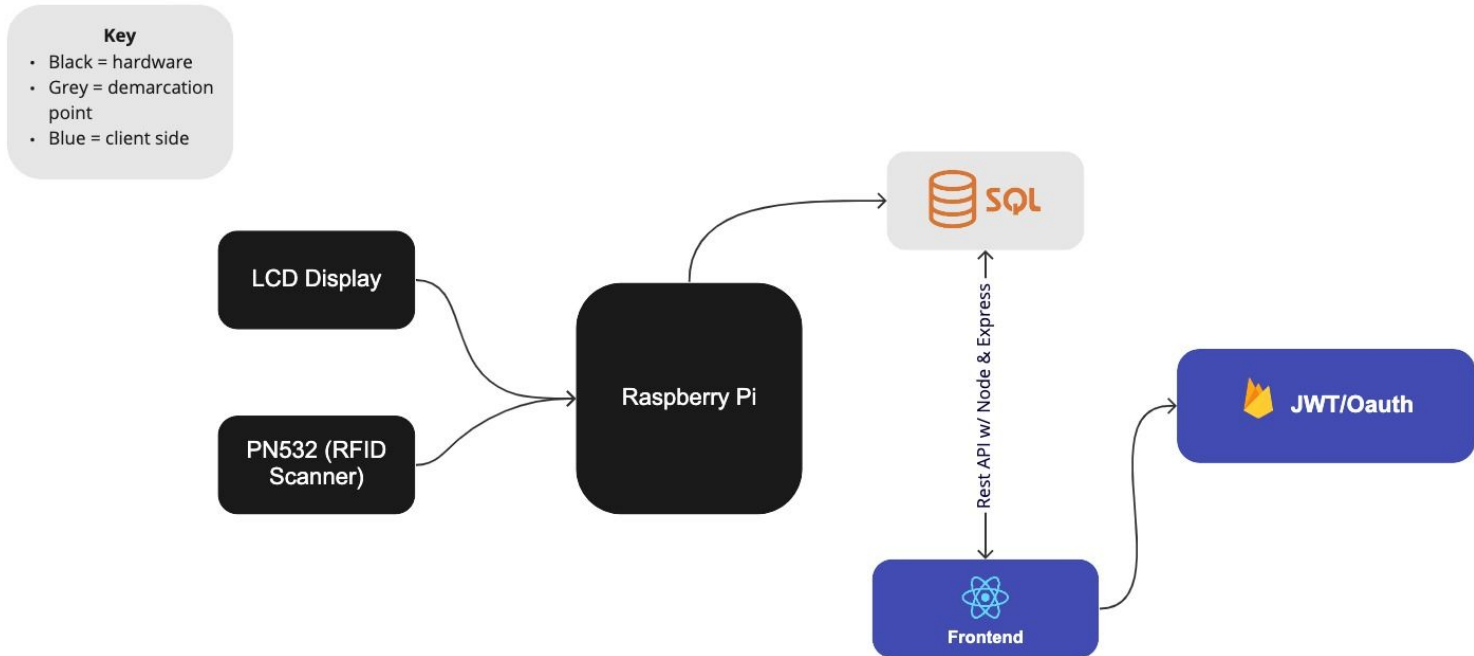 Key
• Black = hardware
• Grey = demarcation
point
• Blue = client side
SQL
LCD Display
Raspberry Pi
PN532 (RFID
Scanner)
Rest API w/ Node & Express
JWT/Oauth
Frontend